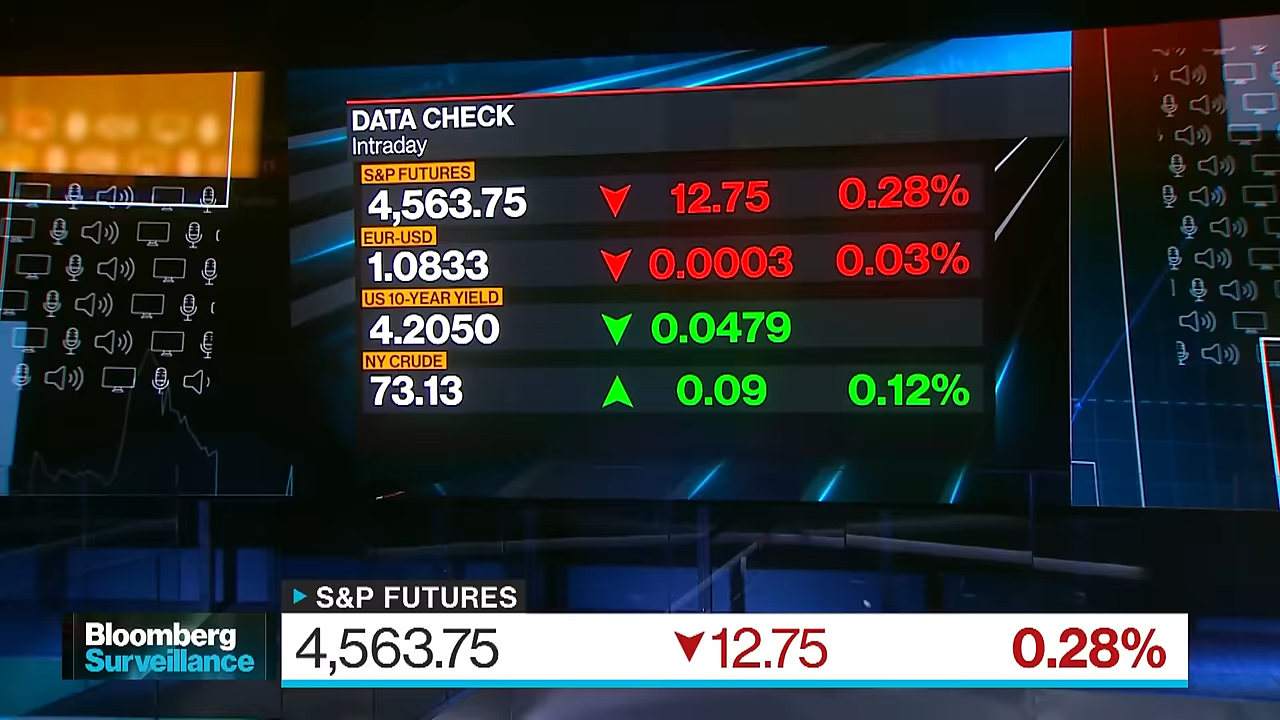 DATA CHECK
Intraday
S&P FUTURES
4,563.75 ▼ 12.75 0.28%
EUR-USD
1.0833 ▼ 0.0003 0.03%
US 10-YEAR YIELD
4.2050 ▼ 0.0479
NY CRUDE
73.13 ▲ 0.09 0.12%
S&P FUTURES
Bloomberg
Surveillance
4,563.75 ▼12.75 0.28%